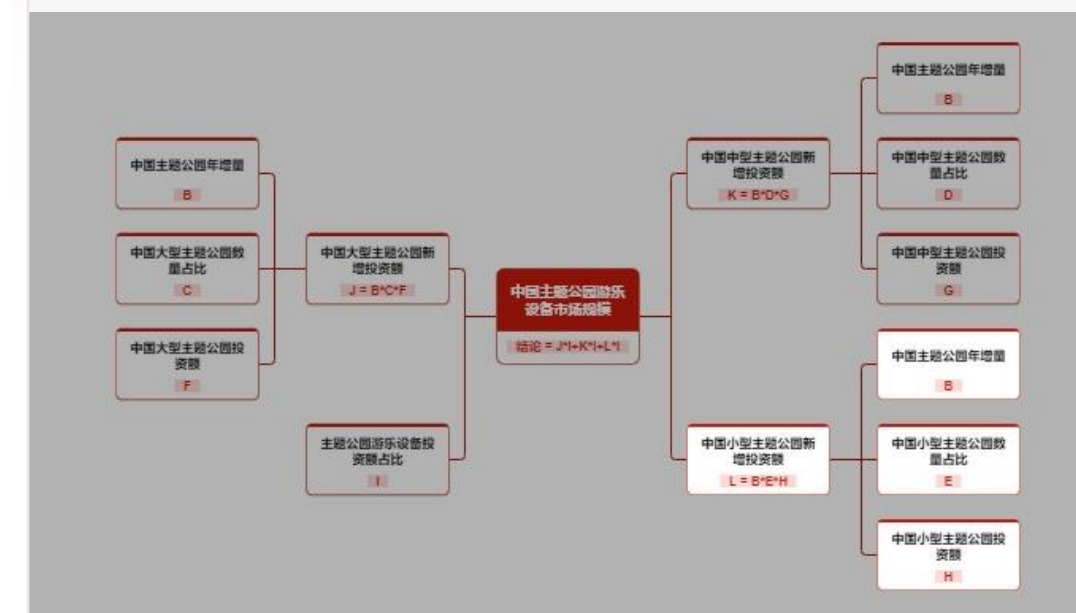 中国主题公园年增量
B
中国大型主题公园数
量占比
C
中国大型主题公园投
资额
F
中国大型主题公园新
增投资额
J = B*C*F
主题公园游乐设备投
资额占比
I
中国主题公园游乐
设备市场规模
结论 = J*I+K*I+L*I
中国中型主题公园新
增投资额
K = B*D*G
中国主题公园年增量
B
中国中型主题公园数
量占比
D
中国中型主题公园投
资额
G
中国小型主题公园新
增投资额
L = B*E*H
中国主题公园年增量
B
中国小型主题公园数
量占比
E
中国小型主题公园投
资额
H